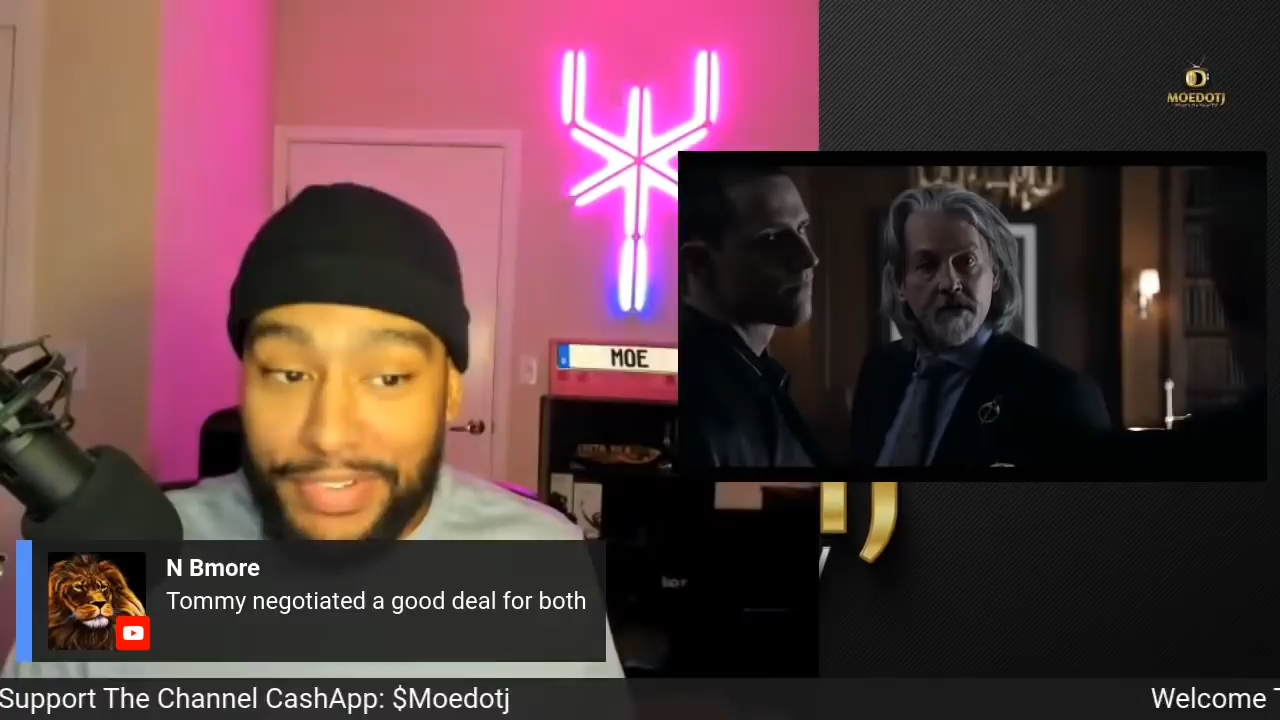 MOEDOTJ
MOE
N Bmore
Tommy negotiated a good deal for both
Support The Channel CashApp: $Moedotj
Welcome